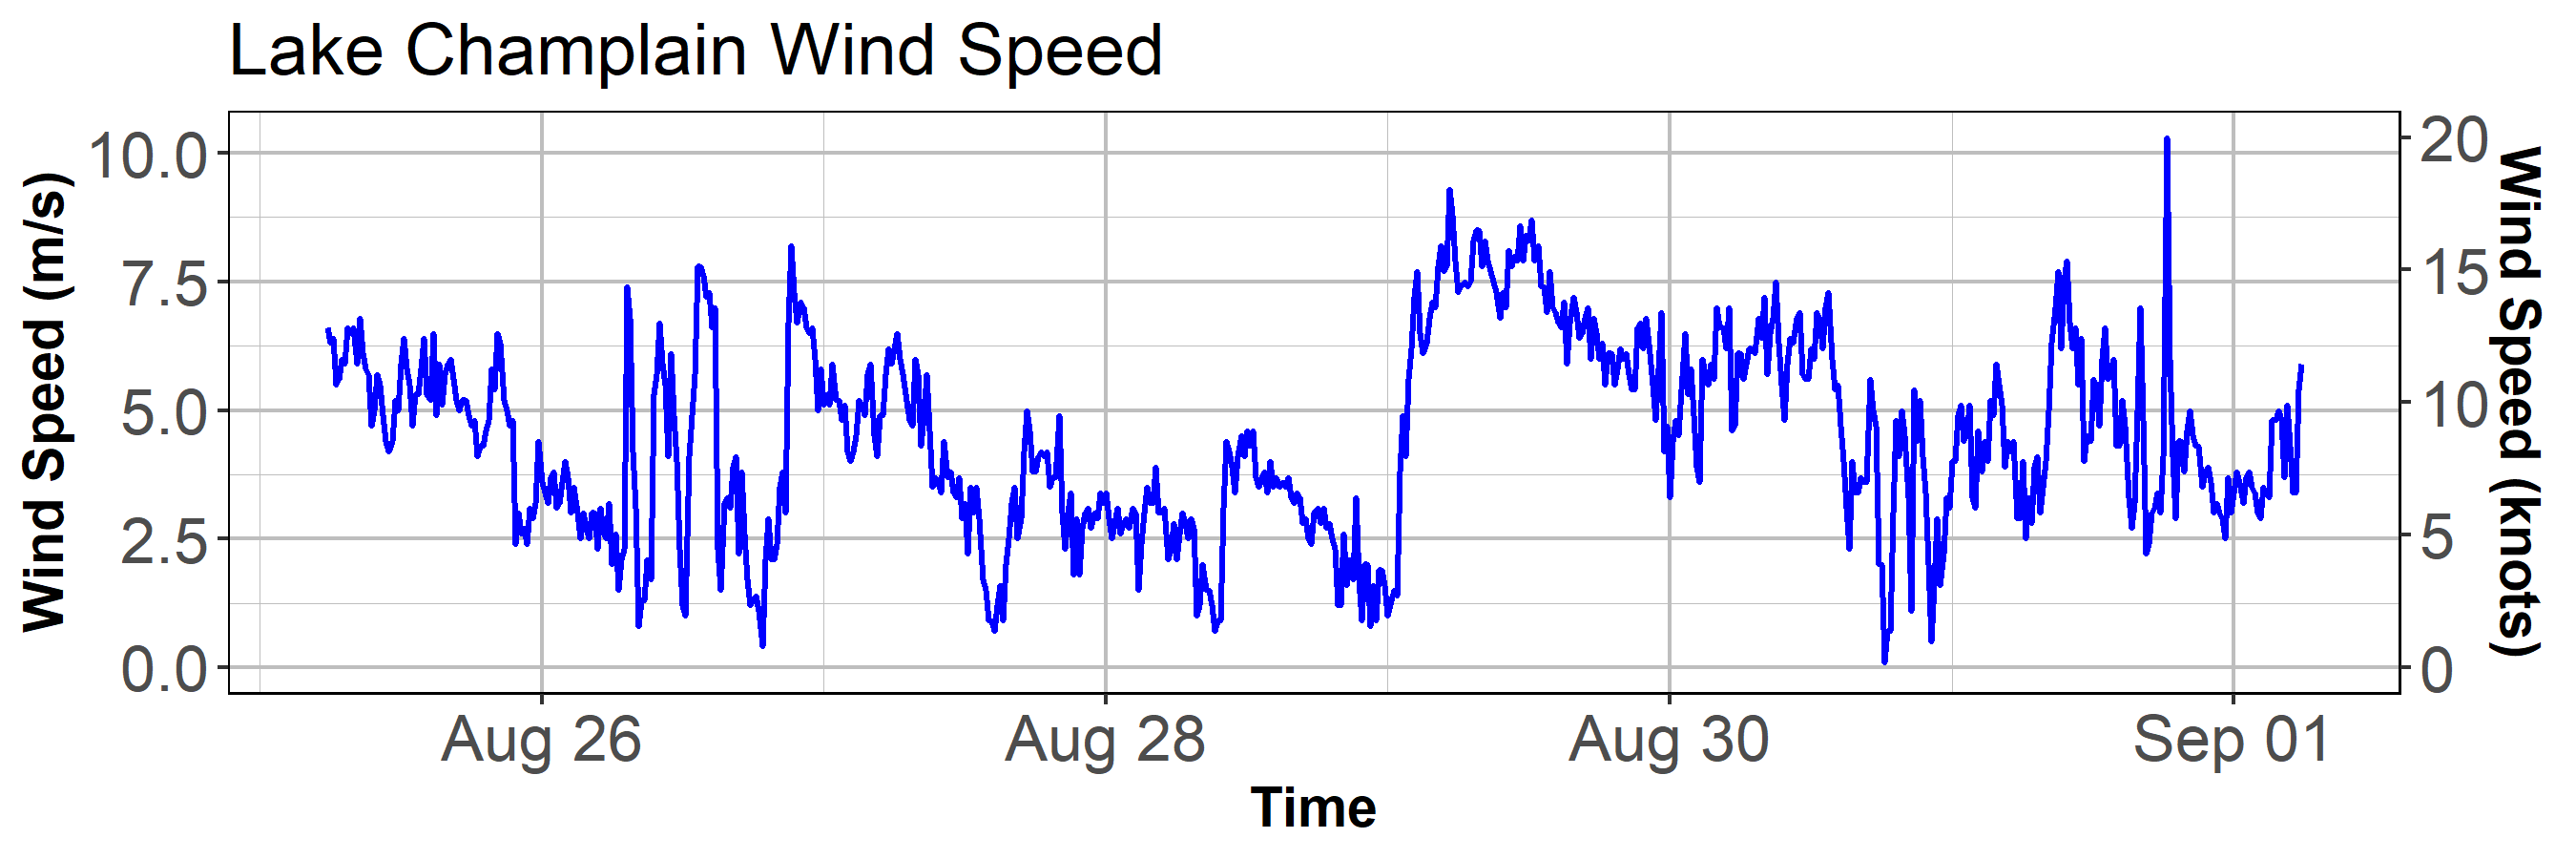 Lake Champlain Wind Speed
Wind Speed (m/s)
10.0
7.5
5.0
2.5
0.0
20
15
10
5
0
Wind Speed (knots)
Aug 26
Aug 28
Aug 30
Sep 01
Time